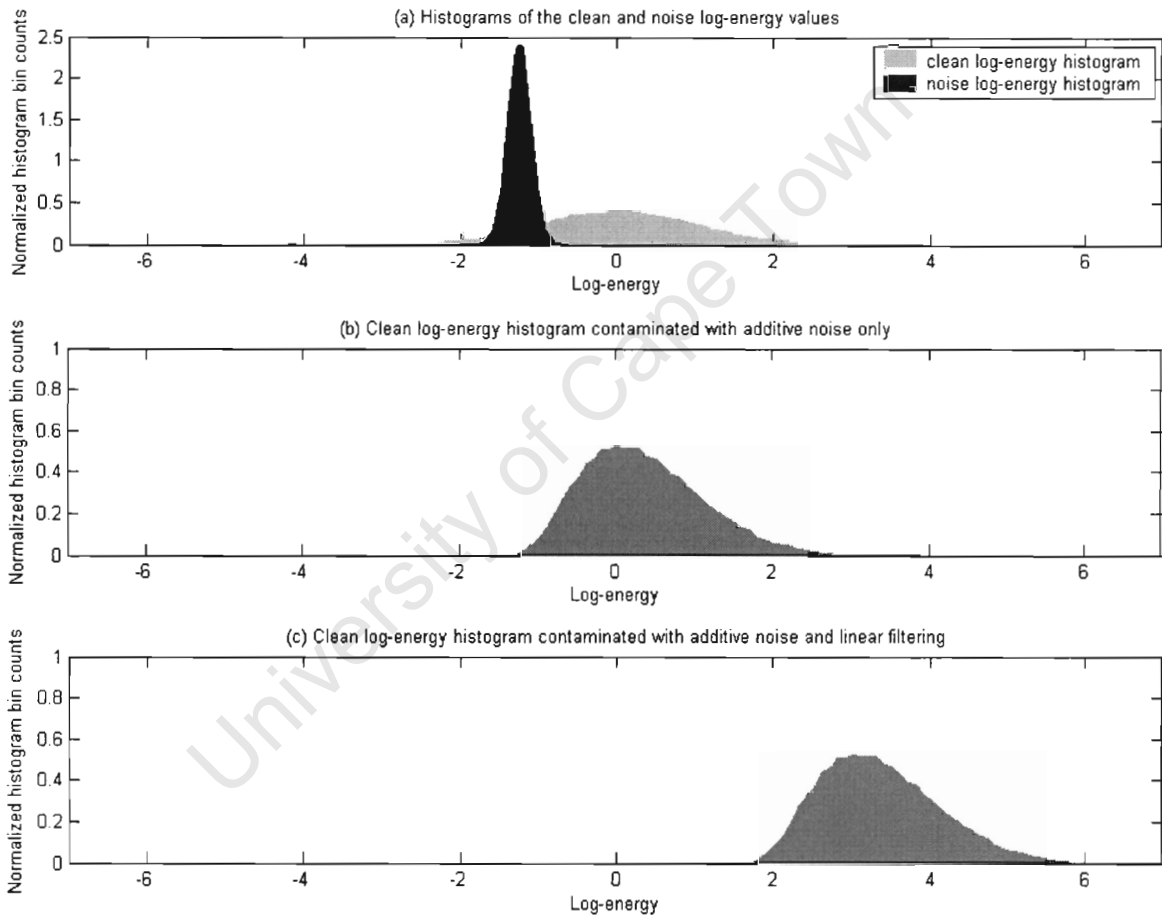 (a) Histograms of the clean and noise log-energy values
Normalized histogram bin counts
2.5
2
1.5
1
0.5
0
clean log-energy histogram
noise log-energy histogram
-6 -4 -2 0 2 4 6
Log-energy
(b) Clean log-energy histogram contaminated with additive noise only
Normalized histogram bin counts
1
0.8
0.6
0.4
0.2
0
-6 -4 -2 0 2 4 6
Log-energy
(c) Clean log-energy histogram contaminated with additive noise and linear filtering
Normalized histogram bin counts
1
0.8
0.6
0.4
0.2
0
-6 -4 -2 0 2 4 6
Log-energy
University of Cape Town